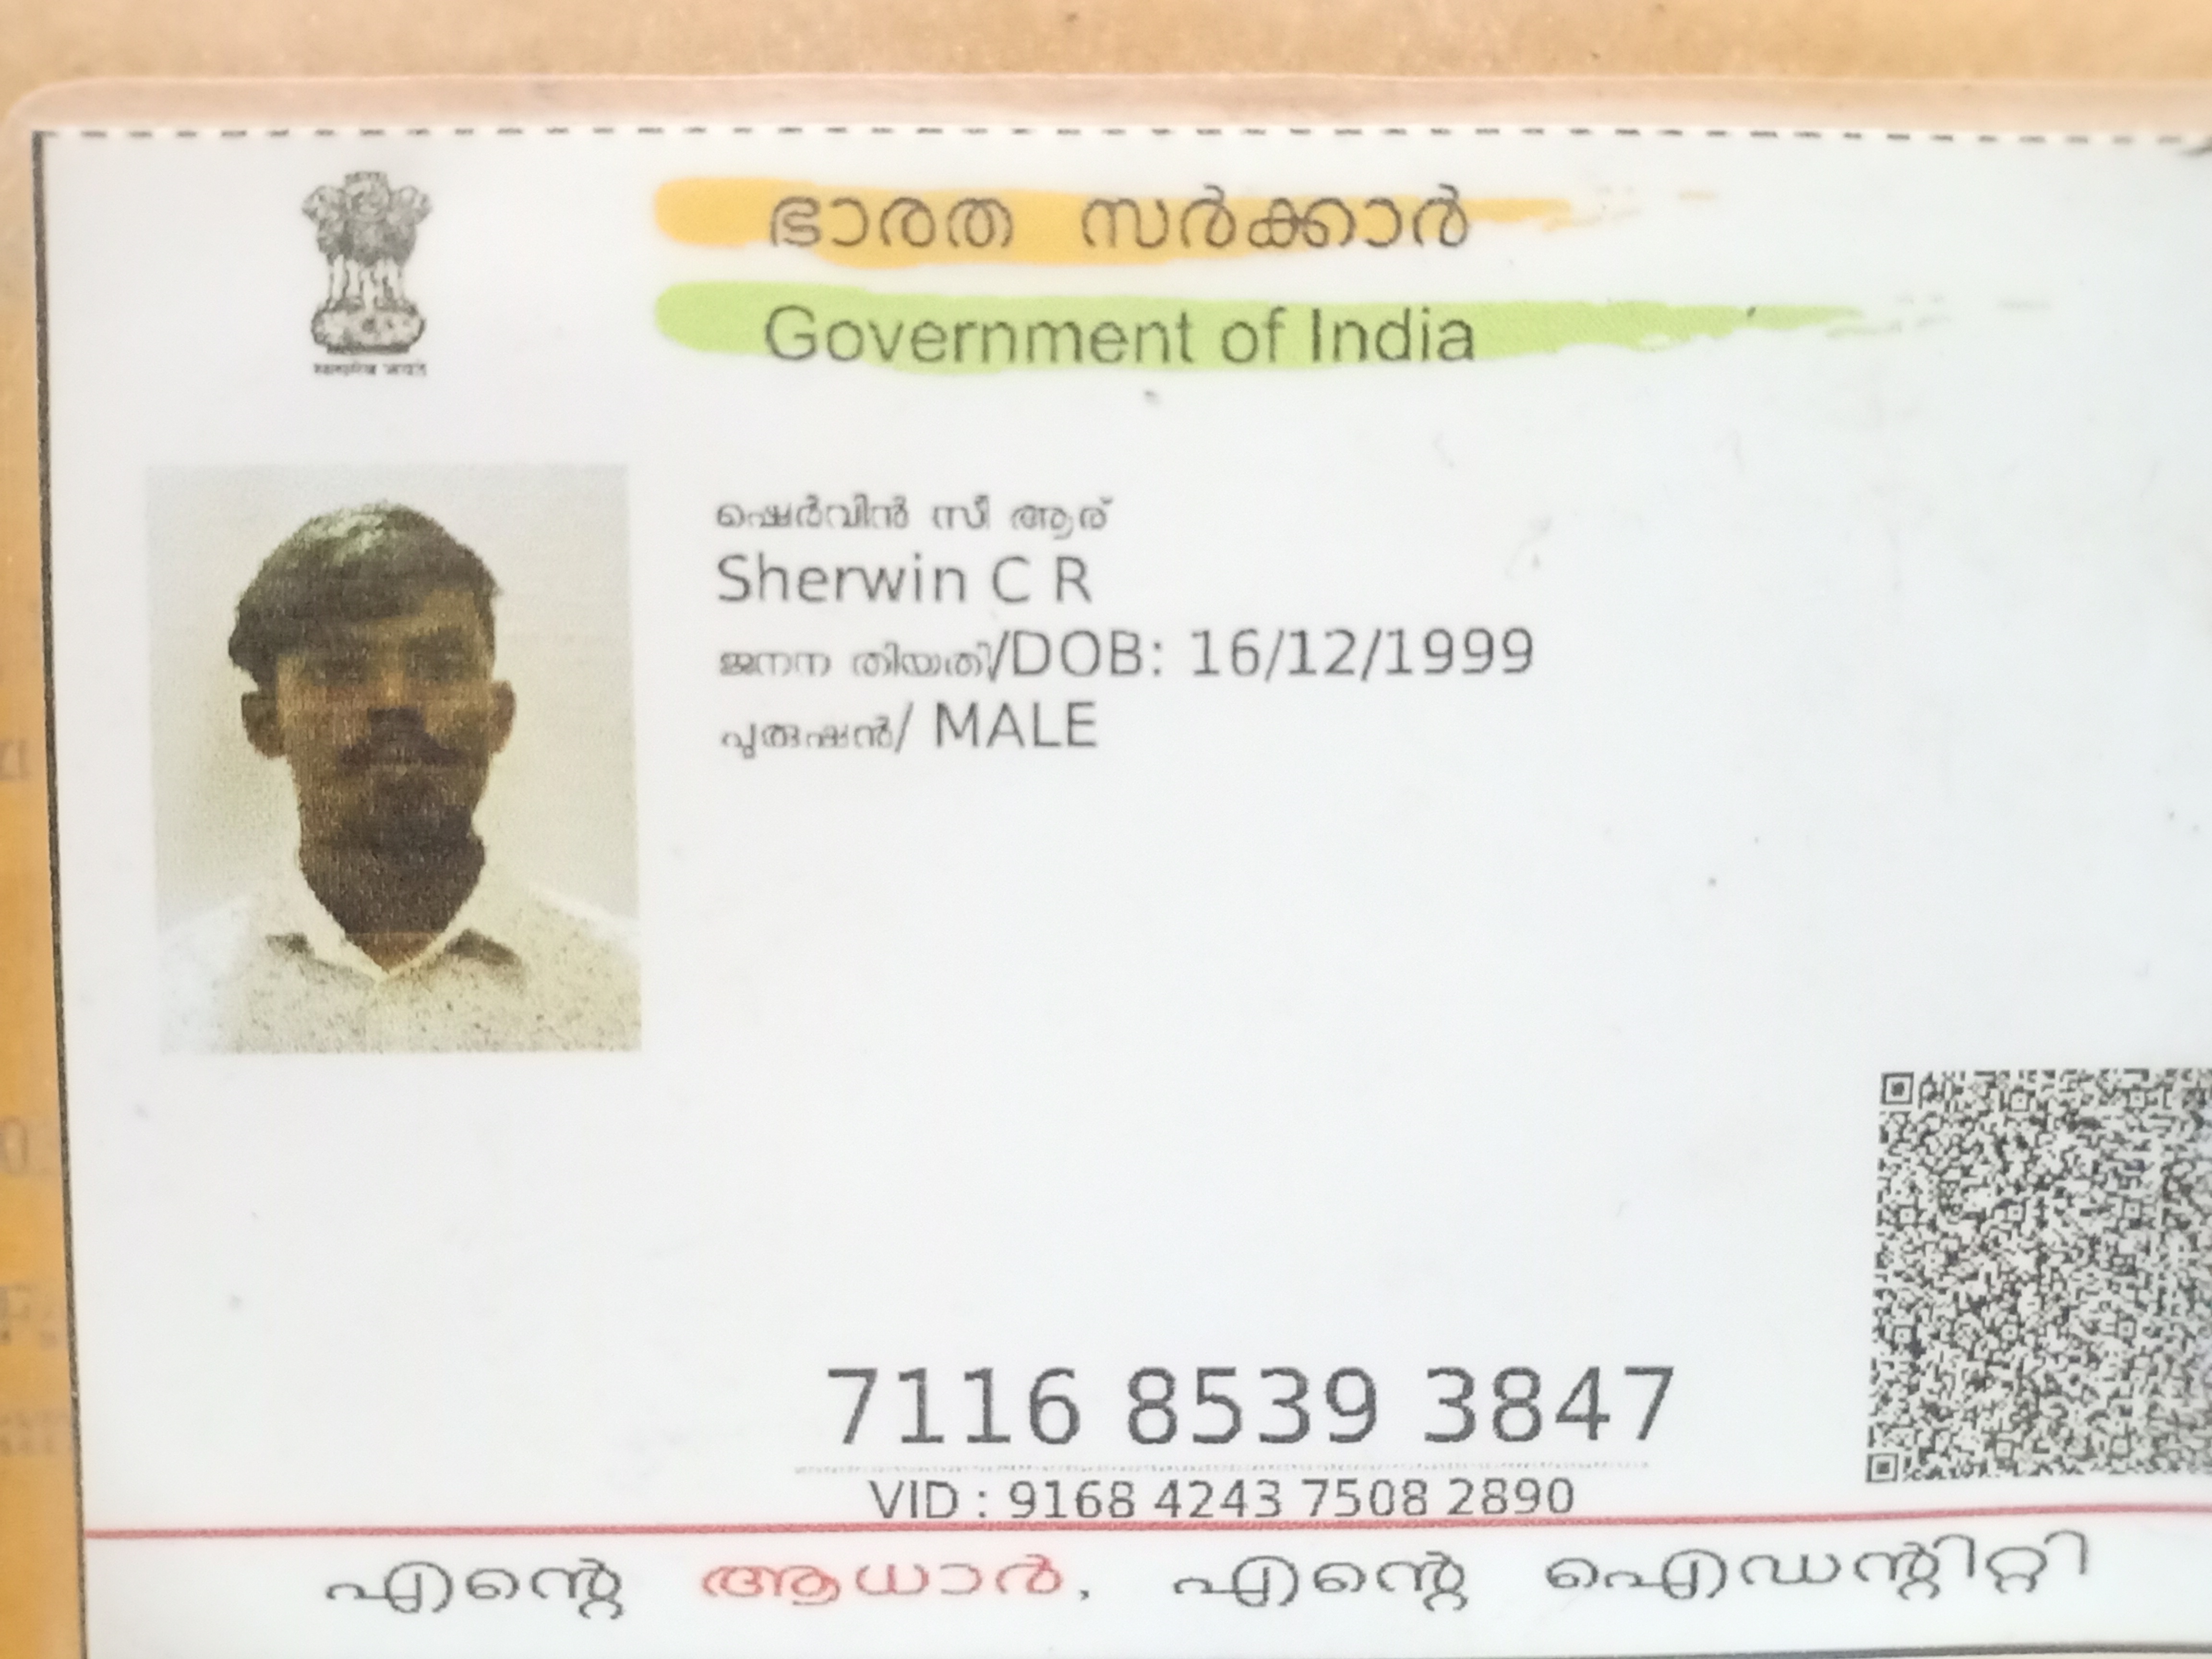 ഭാരത സർക്കാർ
Government of India
ഷെർവിൻ സീ ആര്
Sherwin C R
ജനന തിയതി/DOB: 16/12/1999
പുരുഷൻ/ MALE
7116 8539 3847
VID : 9168 4243 7508 2890
എന്റെ ആധാർ, എന്റെ ഐഡന്റിറ്റി